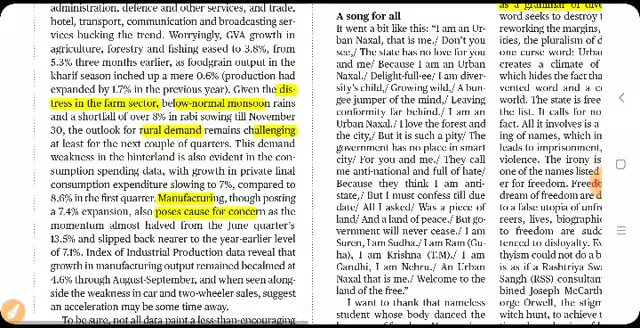 administration, defence and other services, and trade,
hotel, transport, communication and broadcasting ser-
vices bucking the trend. Worryingly, GVA growth in
agriculture, forestry and fishing eased to 3.8%, from
5.3% three months earlier, as foodgrain output in the
kharif season inched up a mere 0.6% (production had
expanded by 1.7% in the previous year). Given the dis-
tress in the farm sector, below-normal monsoon rains
and a shortfall of over 8% in rabi sowing till November
30, the outlook for rural demand remains challenging
at least for the next couple of quarters. This demand
weakness in the hinterland is also evident in the con-
sumption spending data, with growth in private final
consumption expenditure slowing to 7%, compared to
8.6% in the first quarter. Manufacturing, though posting
a 7.4% expansion, also poses cause for concern as the
momentum almost halved from the June quarter's
13.5% and slipped back nearer to the year-earlier level
of 7.1%. Index of Industrial Production data reveal that
growth in manufacturing output remained becalmed at
4.6% through August-September, and when seen along-
side the weakness in car and two-wheeler sales, suggest
an acceleration may be some time away.
To be sure, not all data paint a less-than-encouraging
A song for all
It went a bit like this: "I am an Ur-
ban Naxal, that is me./ Don't you
see,/ The state has no love for you
and me/ Because I am an Urban
Naxal./ Delight-full-ee/ I am diver-
sity's child,/ Growing wild,/ A bun-
gee jumper of the mind,/ Leaving
conformity far behind./ I am an
Urban Naxal./ I love the forest and
the city,/ But it is such a pity/ The
government has no place in smart
city/ For you and me./ They call
me anti-national and full of hate/
Because they think I am anti-
state,/ But I must confess till due
date/ All I asked/ Was a piece of
land/ And a land of peace./ But go-
vernment will never cease./ I am
Suren, I am Sudha/, I am Ram (Gu-
ha), I am Krishna (T.M.)/ I am
Gandhi, I am Nehru./ An Urban
Naxal that is me./ Welcome to the
land of the free."
I want to thank that nameless
student whose body danced the
as a grammar of
word seeks to destroy t
reworking the margins,
ities, the pluralism of d
one curse word: Urba
creates a climate of
which hides the fact tha
violent word and a c
world. The state is free
the list. It calls for no
fact. All it involves is a
ing of names, which in
leads to imprisonment,
violence. The irony is
one of the names listed
er for freedom.
dream of freedom are d
to a false utopia of unfr
reers, lives, biographie
to freedom are sudd
tenced to disloyalty. Ev
thyism could not do a b
is as if a Rashtriya Swa
Sangh (RSS) consultan
bined Joseph McCarth
orge Orwell, the stigm
witch hunt, to achieve t